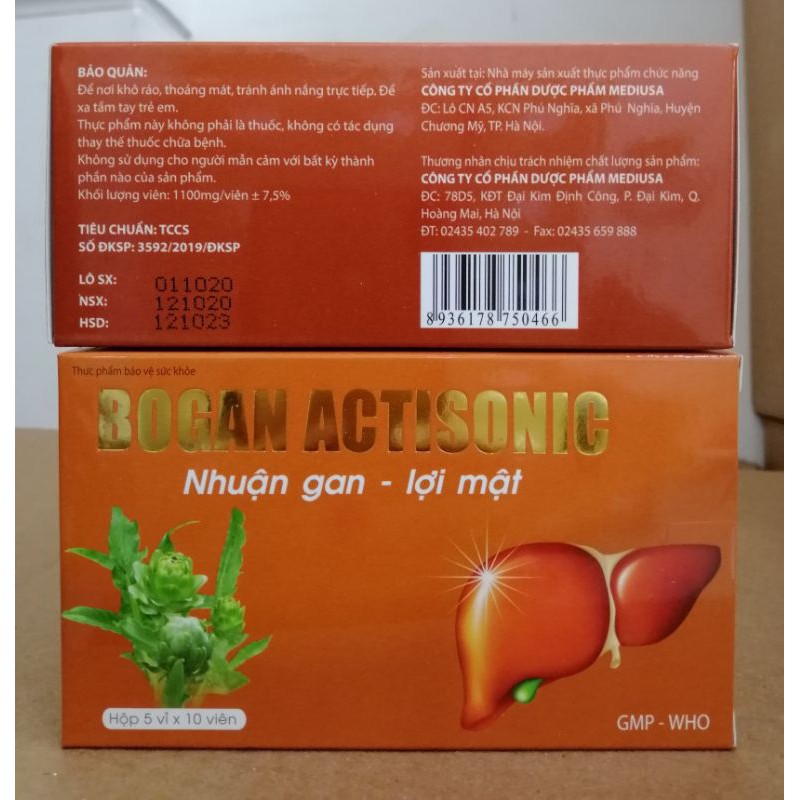 BẢO QUẢN:
Để nơi khô ráo, thoáng mát, tránh ánh nắng trực tiếp. Để
xa tầm tay trẻ em.
Thực phẩm này không phải là thuốc, không có tác dụng
thay thế thuốc chữa bệnh.
Không sử dụng cho người mẫn cảm với bất kỳ thành
phần nào của sản phẩm.
Khối lượng viên: 1100mg/viên ± 7,5%
TIÊU CHUẨN: TCCS
SỐ ĐKSP: 3592/2019/ĐKSP
LÔ SX: 011020
NSX: 121020
HSD: 121023
Sản xuất tại: Nhà máy sản xuất thực phẩm chức năng
CÔNG TY CỔ PHẦN DƯỢC PHẨM MEDIUSA
ĐC: Lô CN A5, KCN Phú Nghĩa, xã Phú Nghĩa, Huyện
Chương Mỹ, TP. Hà Nội.
Thương nhân chịu trách nhiệm chất lượng sản phẩm:
CÔNG TY CỔ PHẦN DƯỢC PHẨM MEDIUSA
ĐC: 78D5, KĐT Đại Kim Định Công, P. Đại Kim, Q.
Hoàng Mai, Hà Nội
ĐT: 02435 402 789 - Fax: 02435 659 888
8936178 750466
Thực phẩm bảo vệ sức khỏe
BOGAN ACTISONIC
Nhuận gan - lợi mật
Hộp 5 vỉ x 10 viên
GMP - WHO